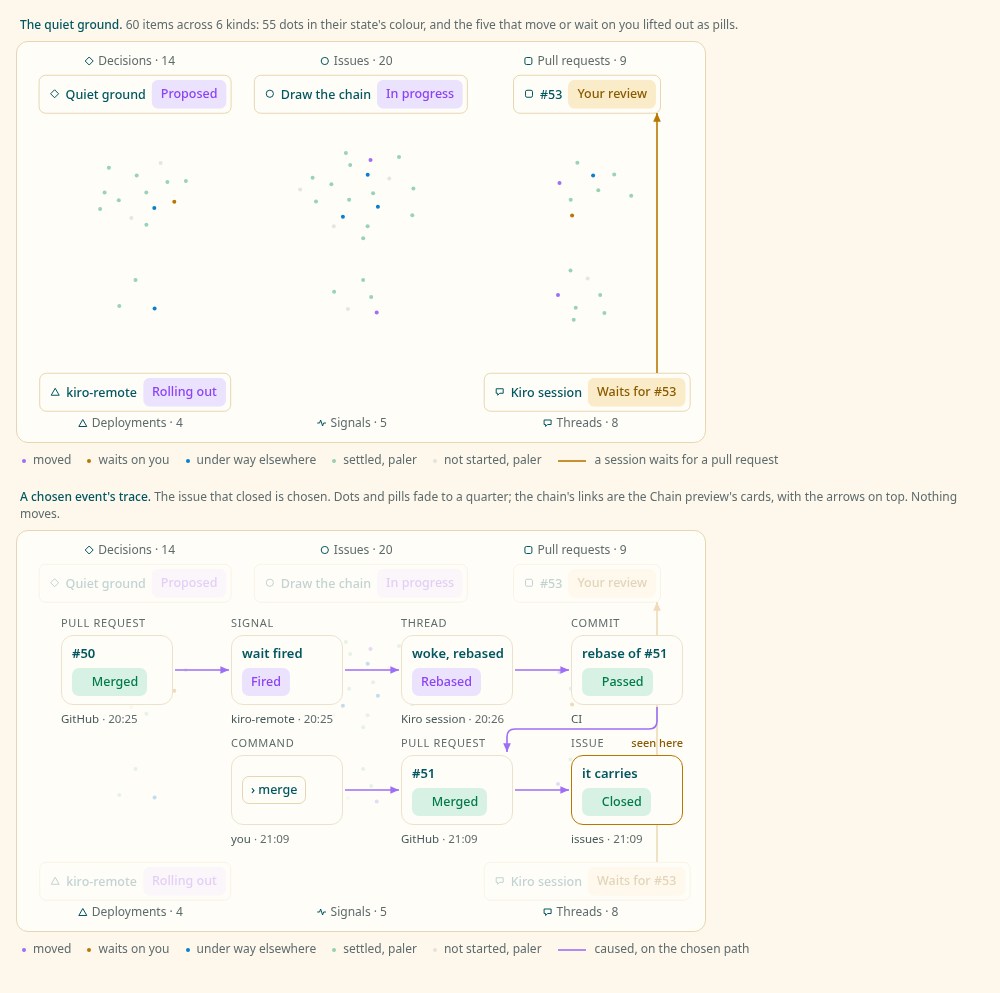 The quiet ground. 60 items across 6 kinds: 55 dots in their state's colour, and the five that move or wait on you lifted out as pills.
Decisions · 14
Issues · 20
Pull requests · 9
Quiet ground Proposed
Draw the chain In progress
#53 Your review
kiro-remote Rolling out
Kiro session Waits for #53
Deployments · 4
Signals · 5
Threads · 8
moved
waits on you
under way elsewhere
settled, paler
not started, paler
a session waits for a pull request
A chosen event's trace. The issue that closed is chosen. Dots and pills fade to a quarter; the chain's links are the Chain preview's cards, with the arrows on top. Nothing
moves.
Decisions · 14
Issues · 20
Pull requests · 9
Quiet ground Proposed
Draw the chain In progress
#53 Your review
PULL REQUEST
SIGNAL
THREAD
COMMIT
#50
wait fired
woke, rebased
rebase of #51
Merged
Fired
Rebased
Passed
GitHub · 20:25
kiro-remote · 20:25
Kiro session · 20:26
CI
COMMAND
PULL REQUEST
ISSUE
seen here
› merge
#51
it carries
Merged
Closed
you · 21:09
GitHub · 21:09
issues · 21:09
kiro-remote Rolling out
Kiro session Waits for #53
Deployments · 4
Signals · 5
Threads · 8
moved
waits on you
under way elsewhere
settled, paler
not started, paler
caused, on the chosen path